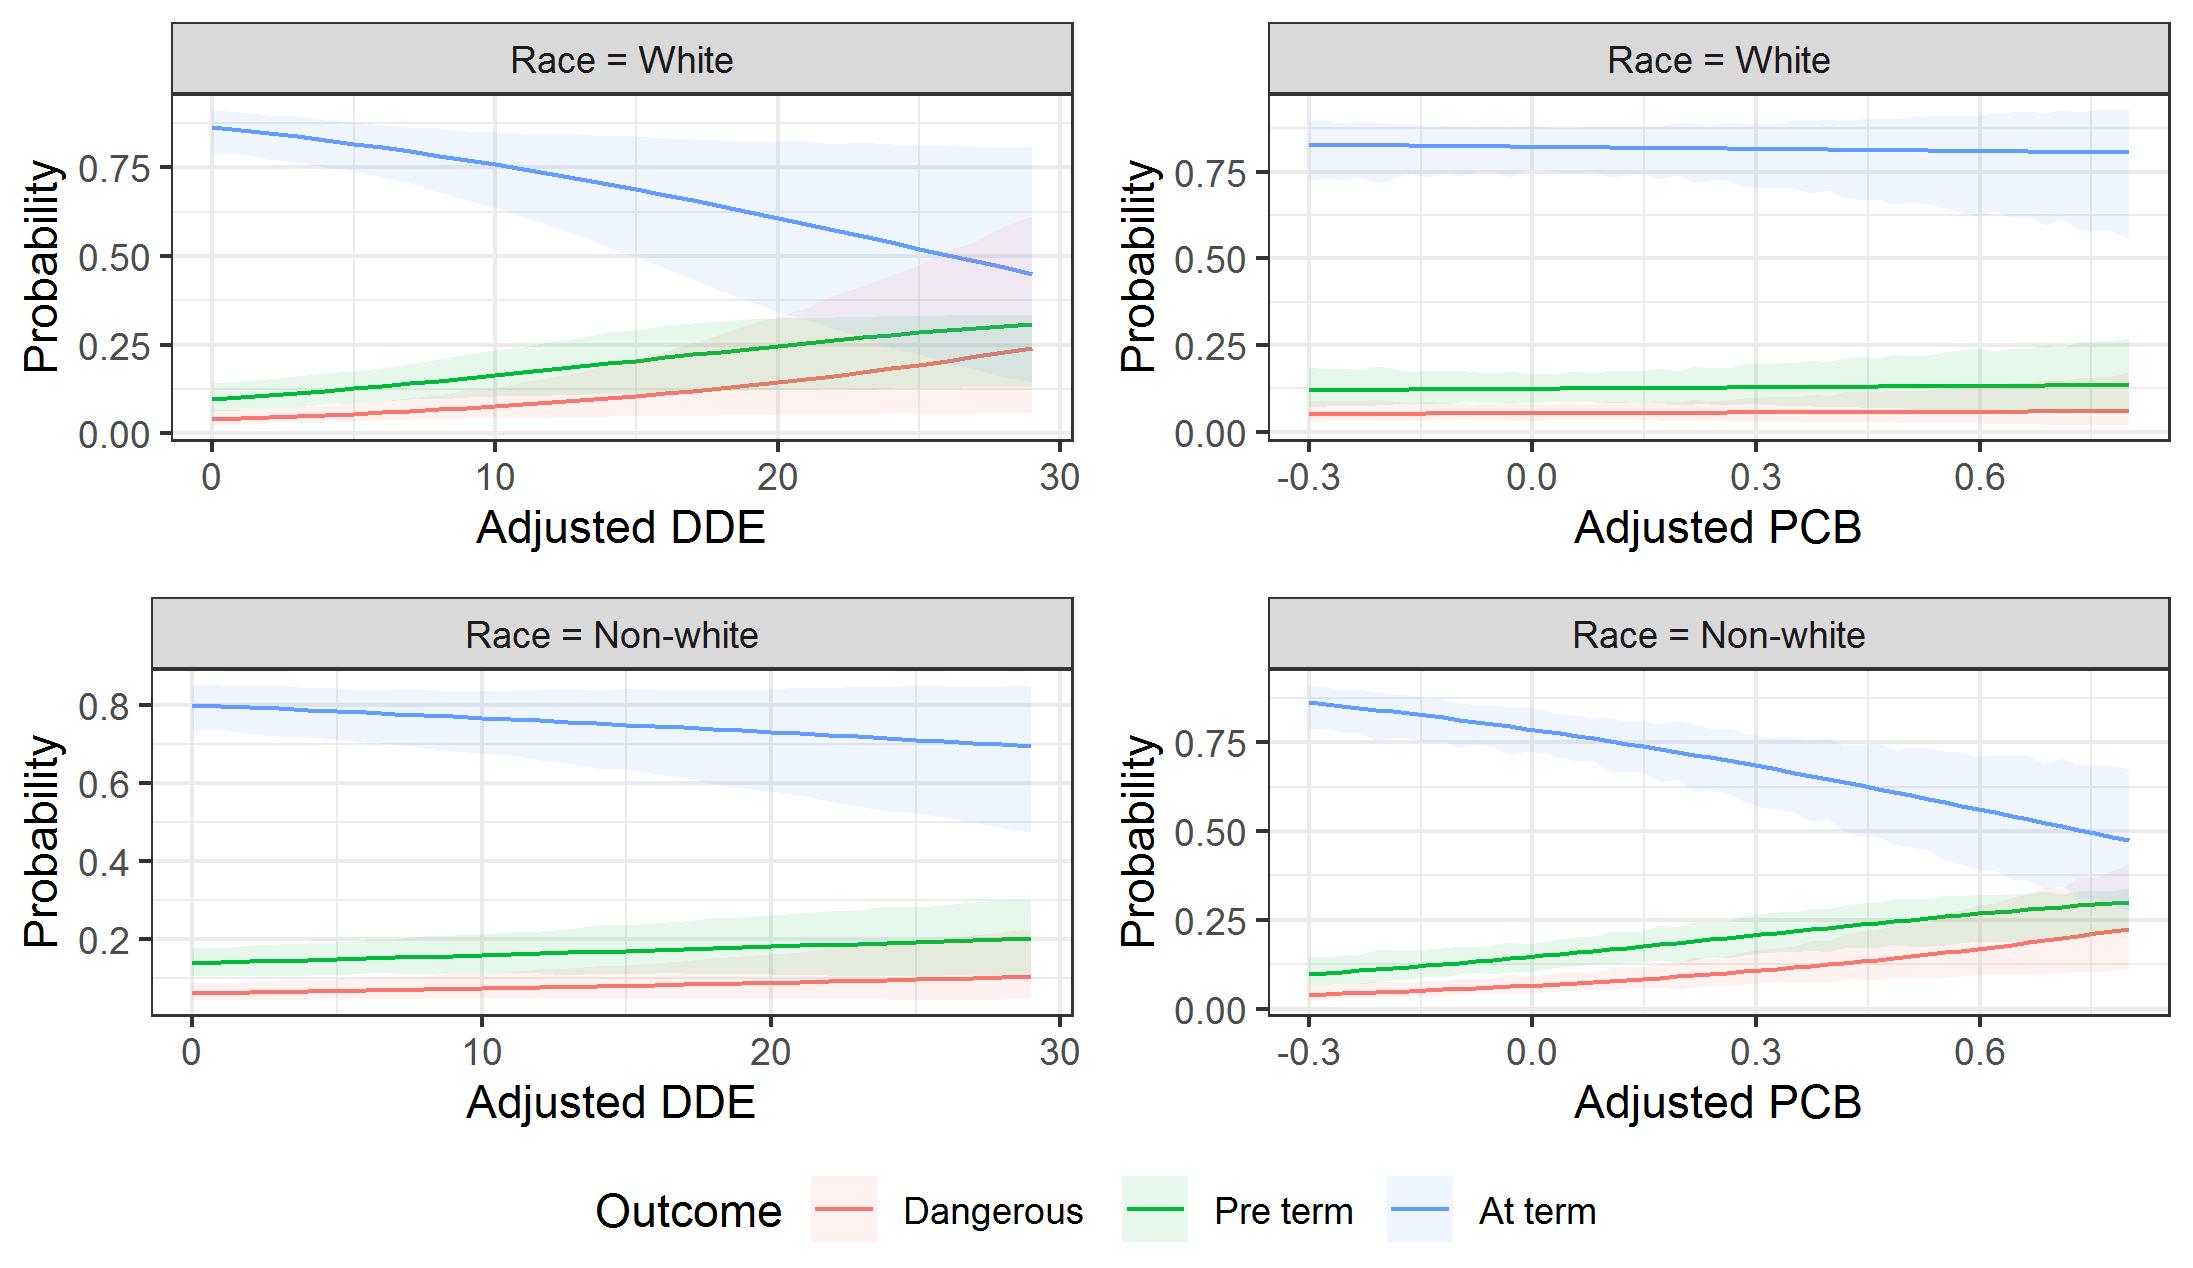 Race = White
Probability
0.75
0.50
0.25
0.00
0 10 20 30
Adjusted DDE
Race = White
Probability
0.75
0.50
0.25
0.00
-0.3 0.0 0.3 0.6
Adjusted PCB
Race = Non-white
Probability
0.8
0.6
0.4
0.2
0 10 20 30
Adjusted DDE
Race = Non-white
Probability
0.75
0.50
0.25
0.00
-0.3 0.0 0.3 0.6
Adjusted PCB
Outcome Dangerous Pre term At term